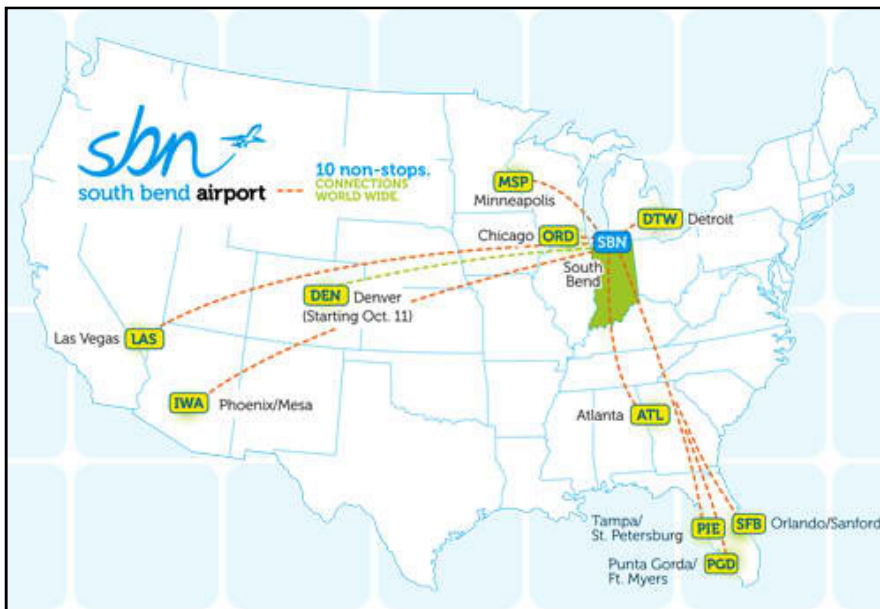 sbn
south bend airport
10 non-stops.
CONNECTIONS
WORLD WIDE.
MSP
Minneapolis
DTW Detroit
Chicago ORD
SBN
South
Bend
DEN Denver
(Starting Oct. 11)
Las Vegas LAS
IWA Phoenix/Mesa
Atlanta ATL
Tampa/
St. Petersburg
PIE
SFB Orlando/Sanford
Punta Gorda/
Ft. Myers
PGD